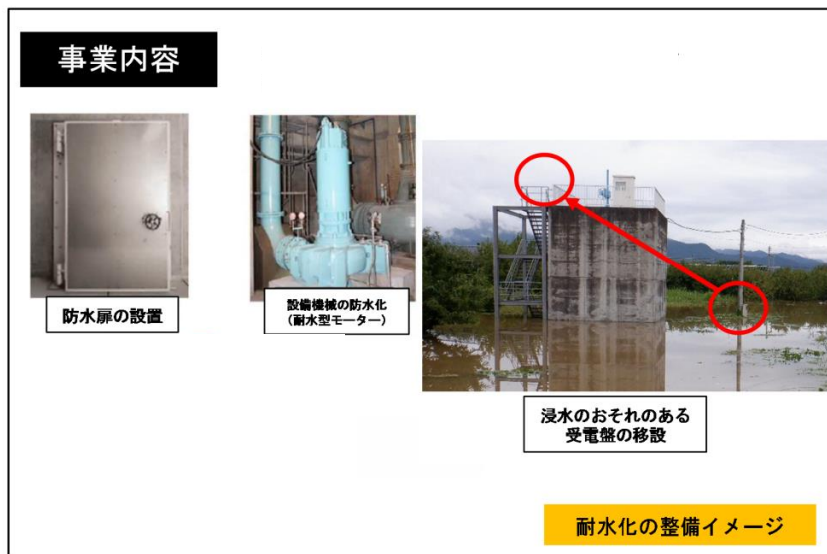 事業内容
防水扉の設置
設備機械の防水化
（耐水型モーター）
浸水のおそれのある
受電盤の移設
耐水化の整備イメージ